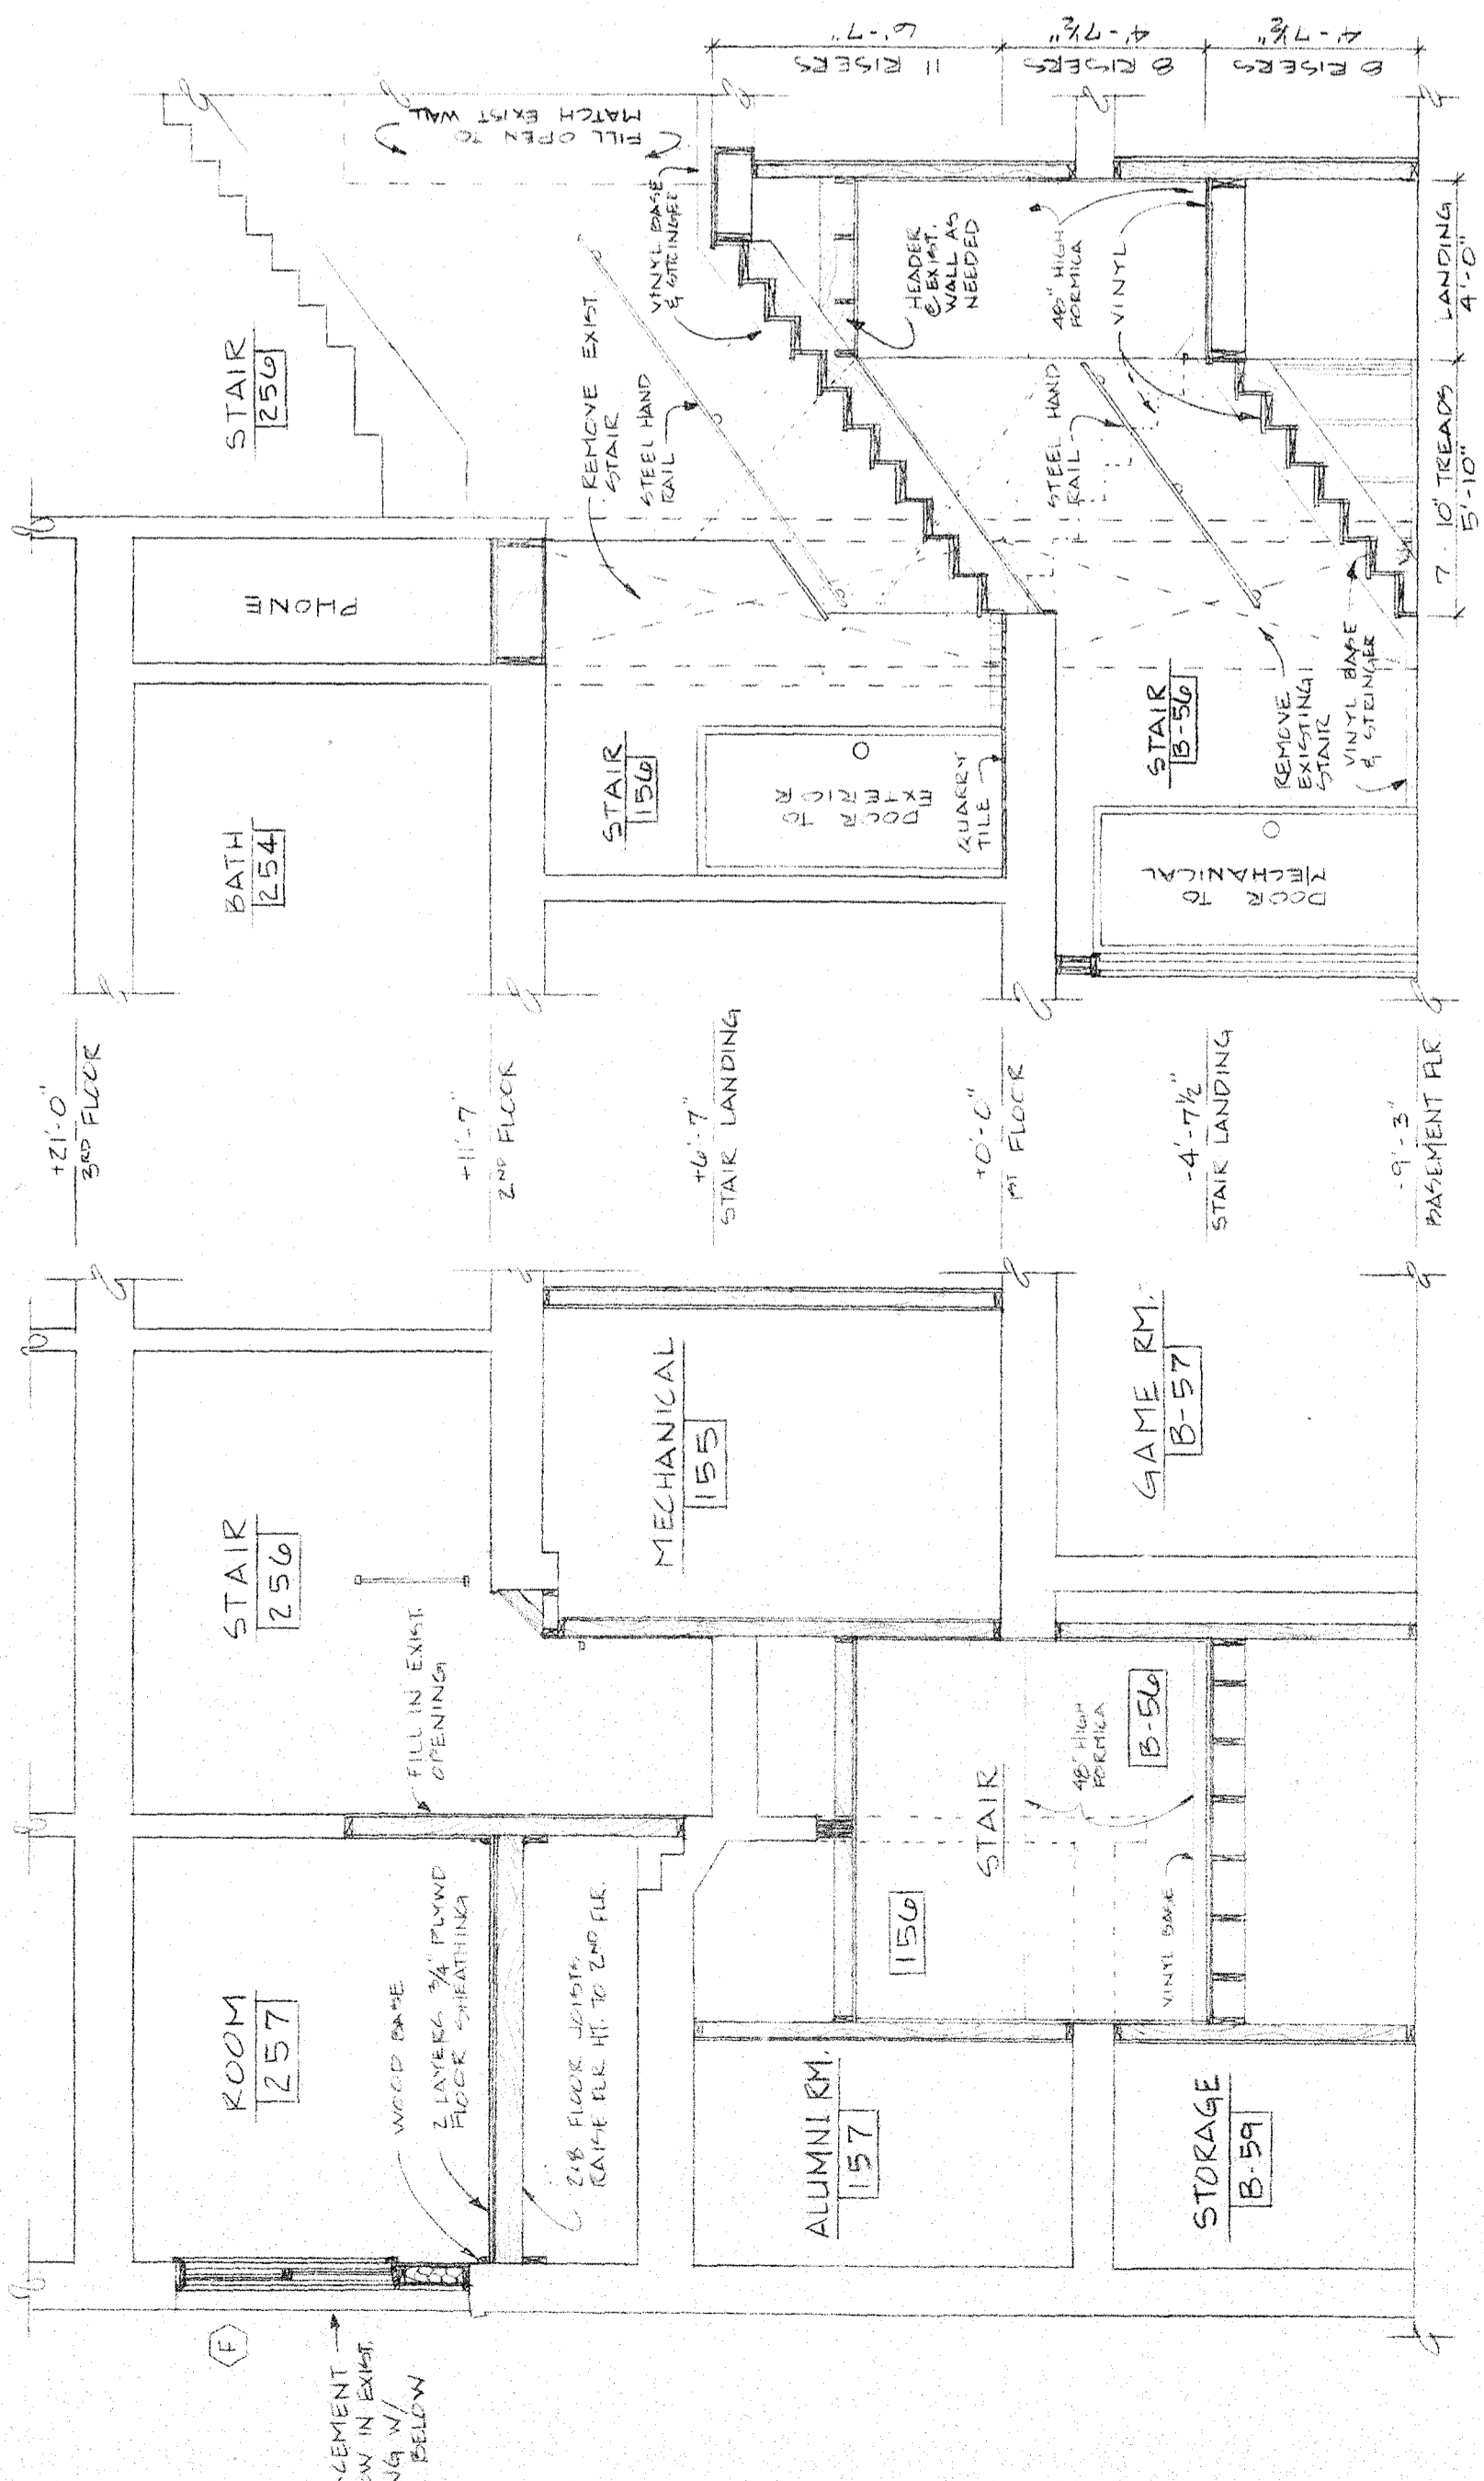 CEMENT
OW IN EXIST.
NG W/
BELOW
F
ROOM
257
WOOD BASE
2 LAYERS 3/4" PLYWD
FLOOR SHEATHING
2x8 FLOOR JOISTS
RAISE FLR HT. TO 2ND FLR.
ALUMNI RM.
157
STORAGE
B-59
STAIR
256
FILL IN EXIST.
OPENING
156
STAIR
48" HIGH
FORMICA
B-56
VINYL BASE
MECHANICAL
155
GAME RM.
B-57
+21'-0"
3RD FLOOR
+11'-7"
2ND FLOOR
+6'-7"
STAIR LANDING
+0'-0"
1ST FLOOR
-4'-7½"
STAIR LANDING
-9'-3"
BASEMENT FLR.
BATH
254
PHONE
STAIR
156
DOOR TO
EXTERIOR
QUARRY
TILE
DOOR TO
MECHANICAL
STAIR
B-56
REMOVE
EXISTING
STAIR
VINYL BASE
& STRINGER
STAIR
256
REMOVE EXIST.
STAIR
STEEL HAND
RAIL
VINYL BASE
& STRINGER
FILL OPEN TO
MATCH EXIST WALL
HEADER
@ EXIST.
WALL AS
NEEDED
48" HIGH
FORMICA
VINYL
STEEL HAND
RAIL
11 RISERS
6'-7"
8 RISERS
4'-7½"
8 RISERS
4'-7½"
7 - 10" TREADS
5'-10"
LANDING
4'-0"